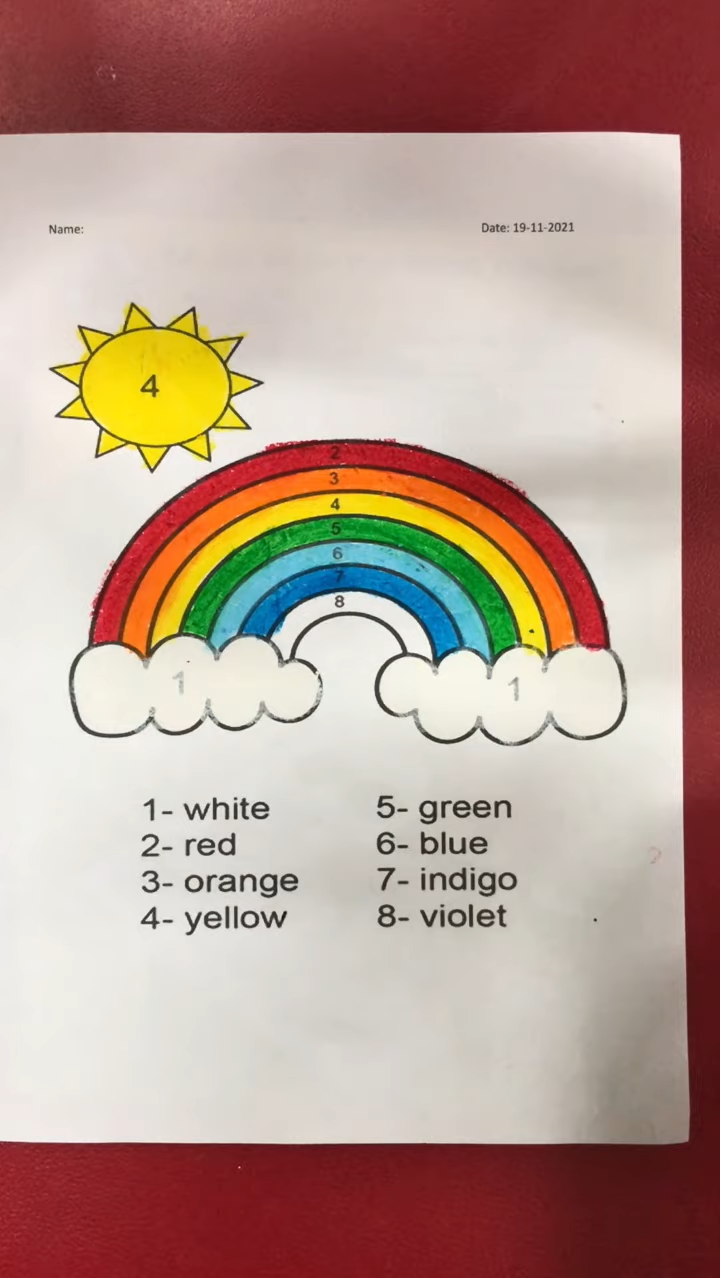 Name: Date: 19-11-2021
4
2
3
4
5
6
7
8
1 1
1- white 5- green
2- red 6- blue
3- orange 7- indigo
4- yellow 8- violet